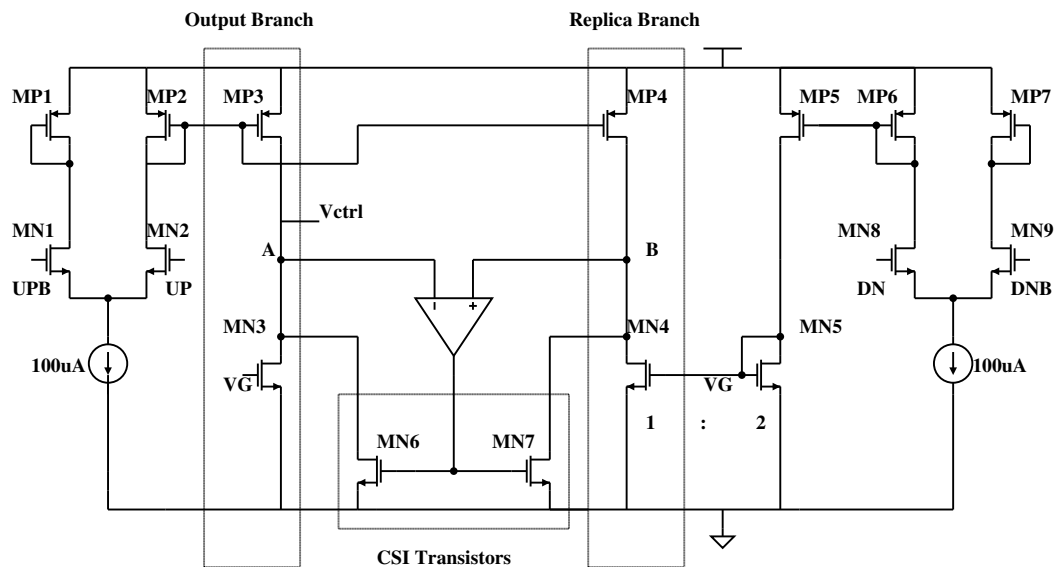 Output Branch
Replica Branch
MP1
MP2
MP3
MP4
MP5
MP6
MP7
Vctrl
A
B
MN1
MN2
MN8
MN9
UPB
UP
DN
DNB
MN3
MN4
MN5
100uA
VG
VG
100uA
MN6
MN7
1 : 2
CSI Transistors